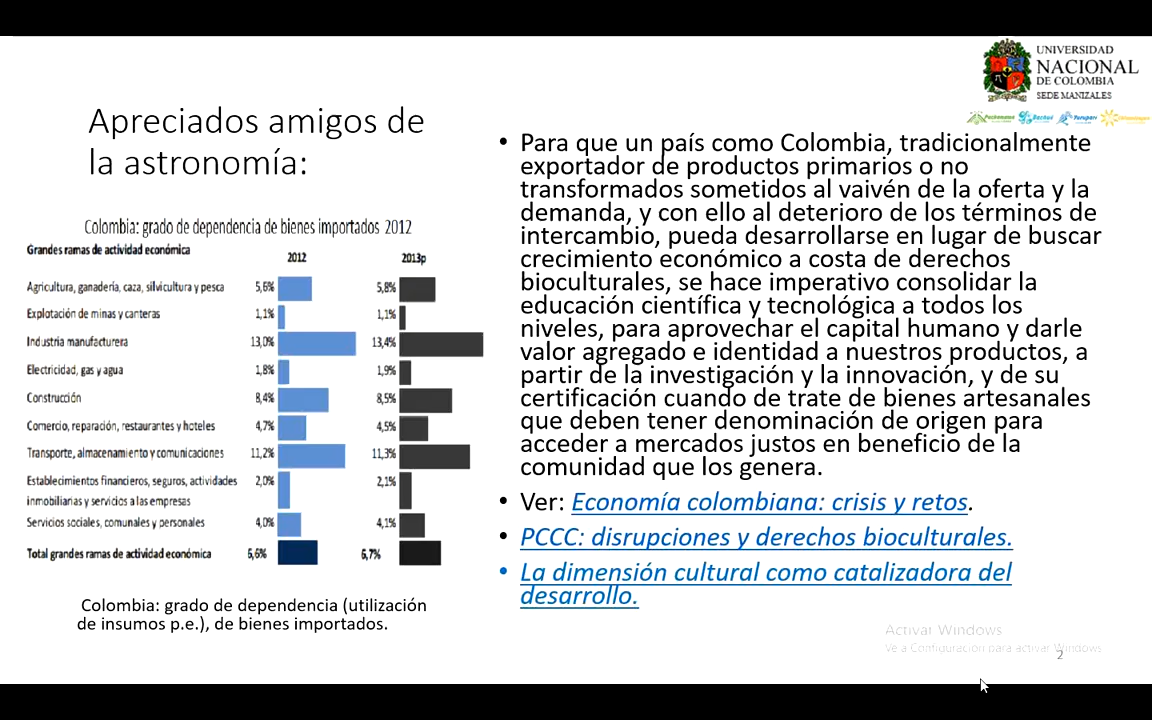 UNIVERSIDAD
NACIONAL
DE COLOMBIA
SEDE MANIZALES
Apreciados amigos de
la astronomía:
Colombia: grado de dependencia de bienes importados 2012
Grandes ramas de actividad económica
2012 2013p
Agricultura, ganadería, caza, silvicultura y pesca 5,6% 5,8%
Explotación de minas y canteras 1,1% 1,1%
Industria manufacturera 13,0% 13,4%
Electricidad, gas y agua 1,8% 1,9%
Construcción 8,4% 8,5%
Comercio, reparación, restaurantes y hoteles 4,7% 4,5%
Transporte, almacenamiento y comunicaciones 11,2% 11,3%
Establecimientos financieros, seguros, actividades 2,0% 2,1%
inmobiliarias y servicios a las empresas
Servicios sociales, comunales y personales 4,0% 4,1%
Total grandes ramas de actividad económica 6,6% 6,7%
Colombia: grado de dependencia (utilización
de insumos p.e.), de bienes importados.
• Para que un país como Colombia, tradicionalmente
exportador de productos primarios o no
transformados sometidos al vaivén de la oferta y la
demanda, y con ello al deterioro de los términos de
intercambio, pueda desarrollarse en lugar de buscar
crecimiento económico a costa de derechos
bioculturales, se hace imperativo consolidar la
educación científica y tecnológica a todos los
niveles, para aprovechar el capital humano y darle
valor agregado e identidad a nuestros productos, a
partir de la investigación y la innovación, y de su
certificación cuando de trate de bienes artesanales
que deben tener denominación de origen para
acceder a mercados justos en beneficio de la
comunidad que los genera.
• Ver: Economía colombiana: crisis y retos.
• PCCC: disrupciones y derechos bioculturales.
• La dimensión cultural como catalizadora del
desarrollo.
Activar Windows
Ve a Configuración para activar Windows.
2